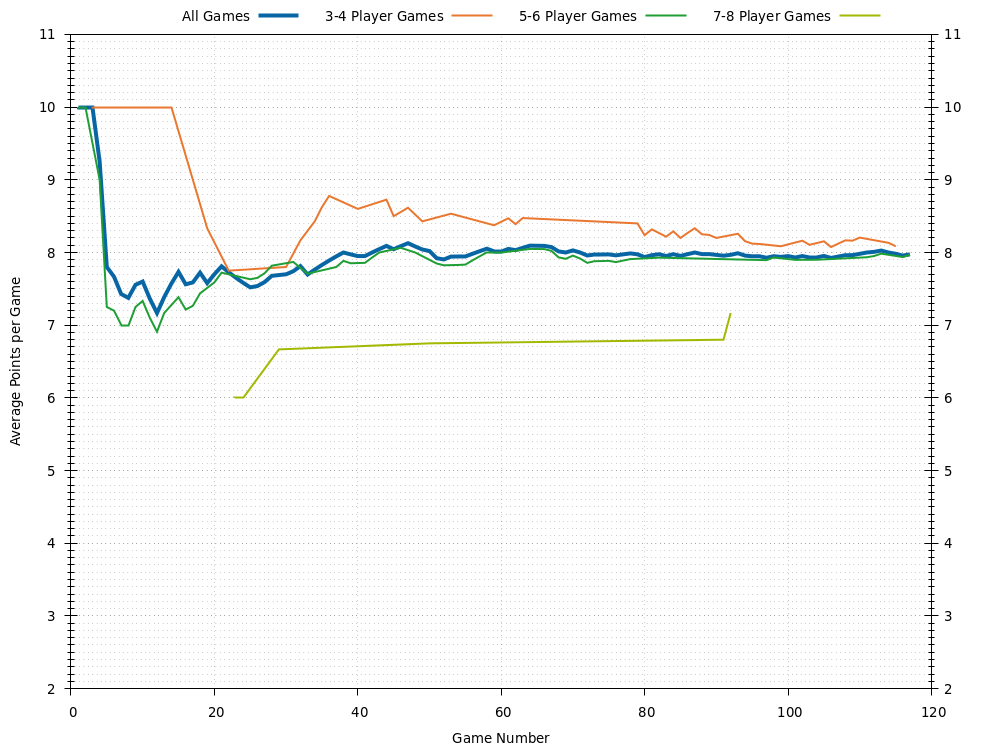 All Games 3-4 Player Games 5-6 Player Games 7-8 Player Games
11 11
10 10
9 9
8 8
7 7
6 6
5 5
4 4
3 3
2 2
0 20 40 60 80 100 120
Average Points per Game
Game Number